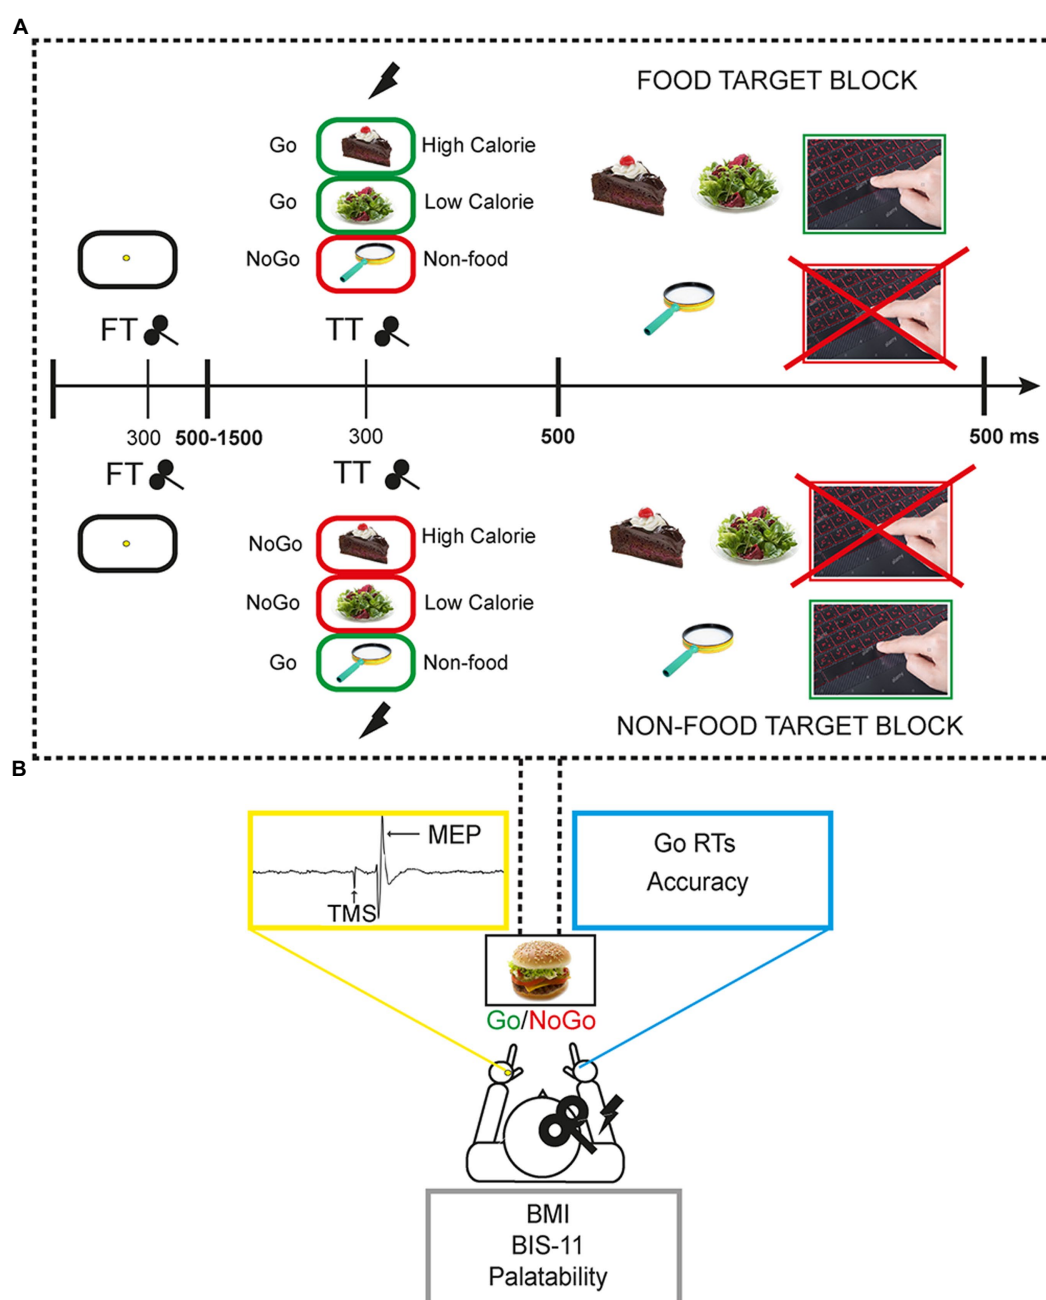 A
FOOD TARGET BLOCK
Go High Calorie
Go Low Calorie
NoGo Non-food
FT TT
300 500-1500 300 500 500 ms
FT TT
NoGo High Calorie
NoGo Low Calorie
Go Non-food
NON-FOOD TARGET BLOCK
B
MEP
TMS
Go RTs
Accuracy
Go/NoGo
BMI
BIS-11
Palatability